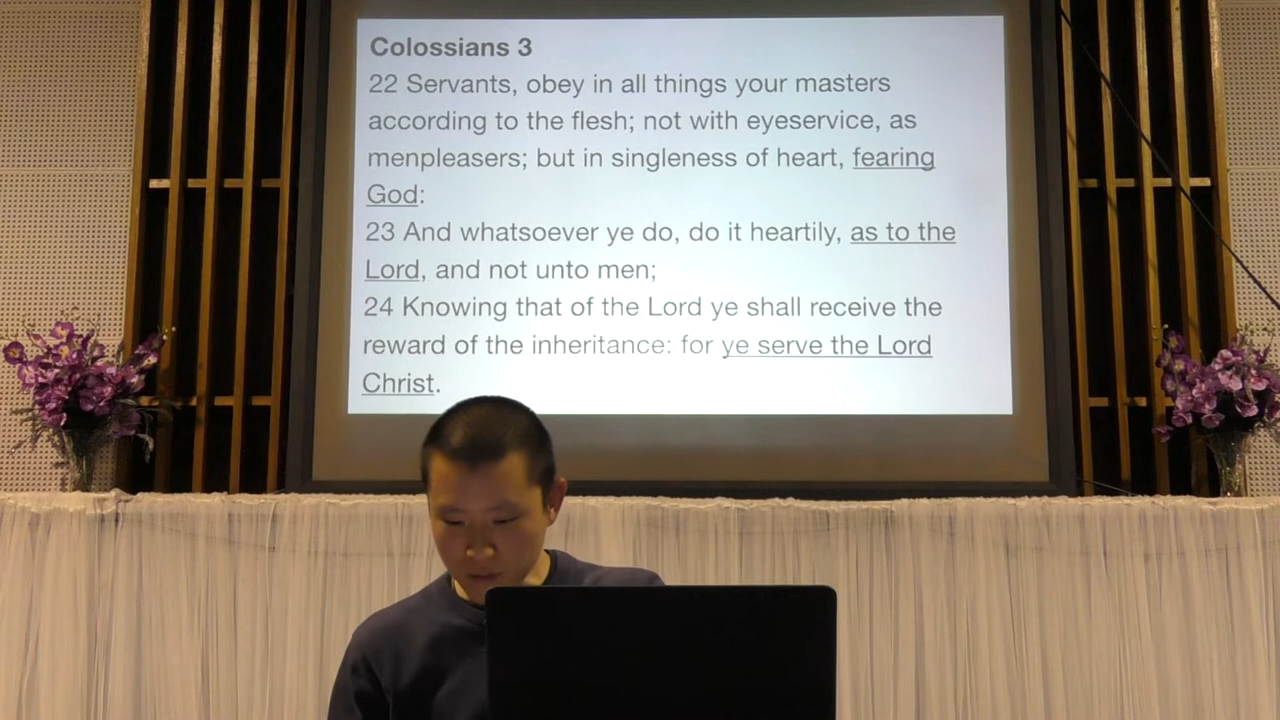 Colossians 3
22 Servants, obey in all things your masters
according to the flesh; not with eyeservice, as
menpleasers; but in singleness of heart, fearing
God:
23 And whatsoever ye do, do it heartily, as to the
Lord, and not unto men;
24 Knowing that of the Lord ye shall receive the
reward of the inheritance: for ye serve the Lord
Christ.